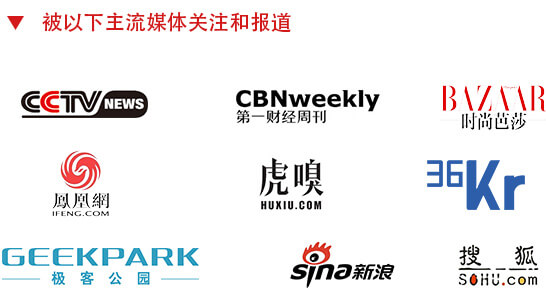 被以下主流媒体关注和报道
CCTV NEWS
CBNweekly
第一财经周刊
BAZAAR
时尚芭莎
鳳凰網
IFENG.COM
虎嗅
HUXIU.COM
36Kr
GEEKPARK
极客公园
sina新浪
搜狐
SOHU.com